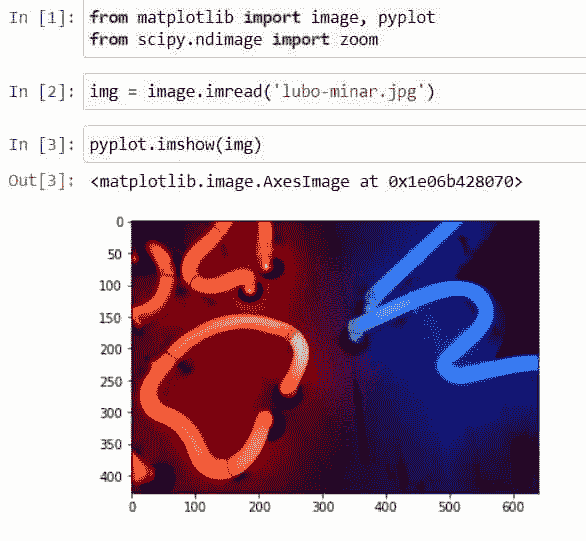 In [1]: from matplotlib import image, pyplot
from scipy.ndimage import zoom
In [2]: img = image.imread('lubo-minar.jpg')
In [3]: pyplot.imshow(img)
Out[3]: <matplotlib.image.AxesImage at 0x1e06b428070>
0
50
100
150
200
250
300
350
400
0 100 200 300 400 500 600